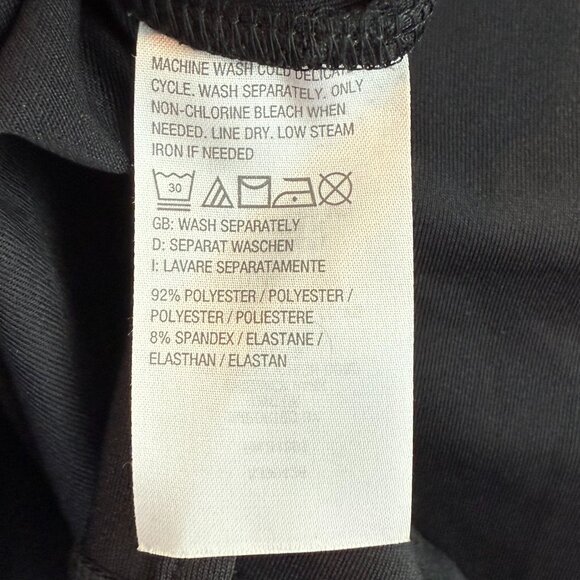 MACHINE WASH COLD DELICATE
CYCLE. WASH SEPARATELY. ONLY
NON-CHLORINE BLEACH WHEN
NEEDED. LINE DRY. LOW STEAM
IRON IF NEEDED
30
GB: WASH SEPARATELY
D: SEPARAT WASCHEN
I: LAVARE SEPARATAMENTE
92% POLYESTER / POLYESTER /
POLYESTER / POLIESTERE
8% SPANDEX / ELASTANE /
ELASTHAN / ELASTAN